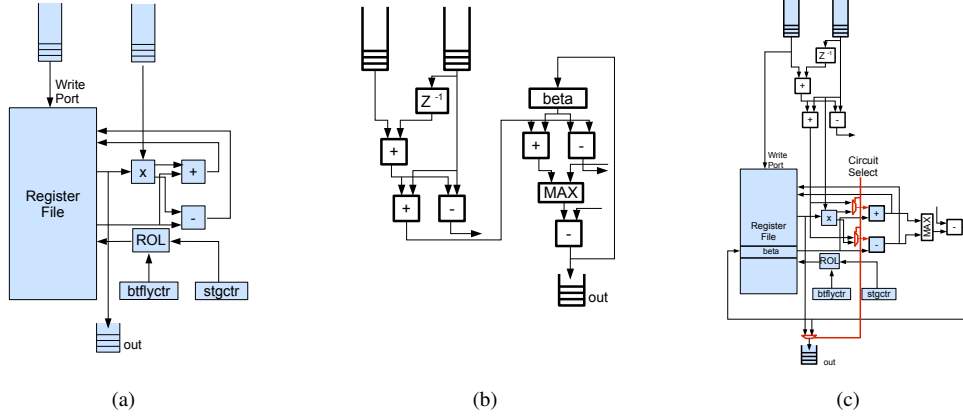 Write
Port
Register
File
x
+
-
ROL
btflyctr
stgctr
out
(a)
Z -1
+
+
-
beta
+
-
MAX
-
out
(b)
Z -1
+
+
-
Write
Port
Circuit
Select
Register
File
beta
x
+
-
MAX
-
ROL
btflyctr
stgctr
out
(c)